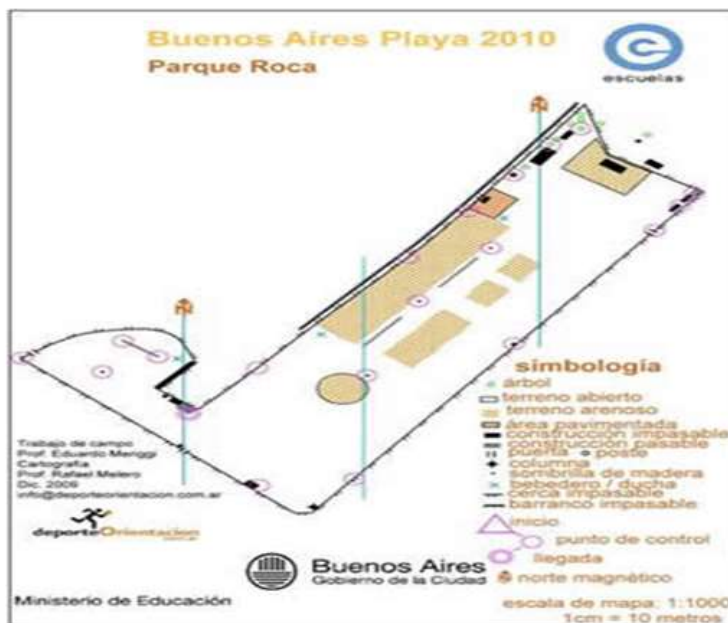 Buenos Aires Playa 2010
Parque Roca
escuelas
simbología
árbol
terreno abierto
terreno arenoso
área pavimentada
construcción impasable
construcción pasable
puerta poste
columna
sombrilla de madera
bebedero / ducha
cerca impasable
barranco impasable
inicio
punto de control
llegada
norte magnético
escala de mapa: 1:1000
1cm = 10 metros
Trabajo de campo
Prof. Eduardo Meriggi
Cartografía
Prof. Rafael Melero
Dic. 2009
info@deporteorientacion.com.ar
deporteOrientacion
.com.ar
Buenos Aires
Gobierno de la Ciudad
Ministerio de Educación